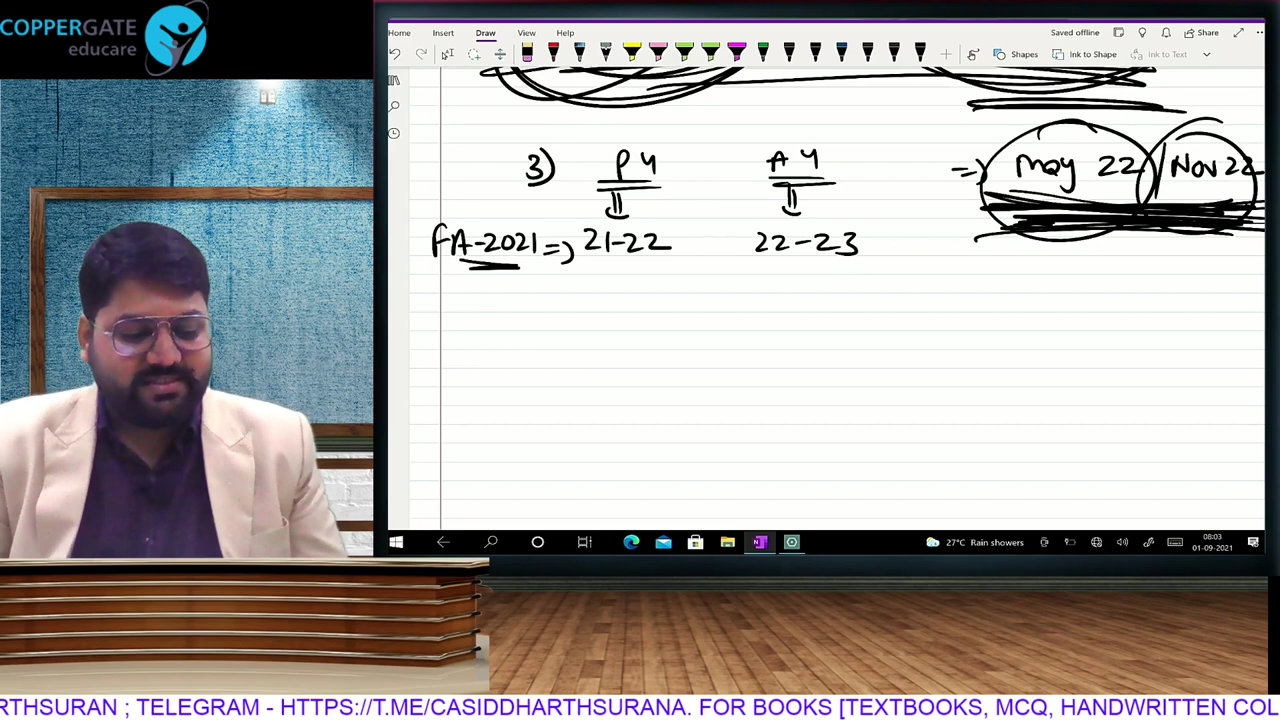 COPPERGATE
educare
Home Insert Draw View Help
Saved offline
Share
Shapes
Ink to Shape
Ink to Text
3) P Y A Y => May 22 Nov 22
FA-2021 => 21-22 22-23
27°C Rain showers
08:03
01-09-2021
RTHSURAN ; TELEGRAM - HTTPS://T.ME/CASIDDHARTHSURANA. FOR BOOKS [TEXTBOOKS, MCQ, HANDWRITTEN COL